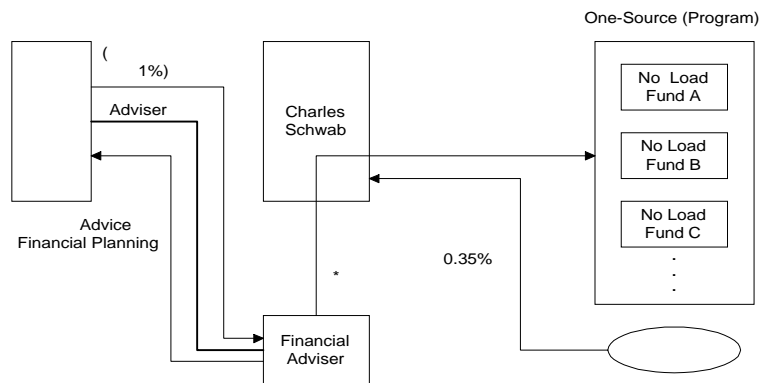 One-Source (Program)
(
1%)
Adviser
Charles
Schwab
No Load
Fund A
No Load
Fund B
No Load
Fund C
.
.
.
Advice
Financial Planning
0.35%
*
Financial
Adviser